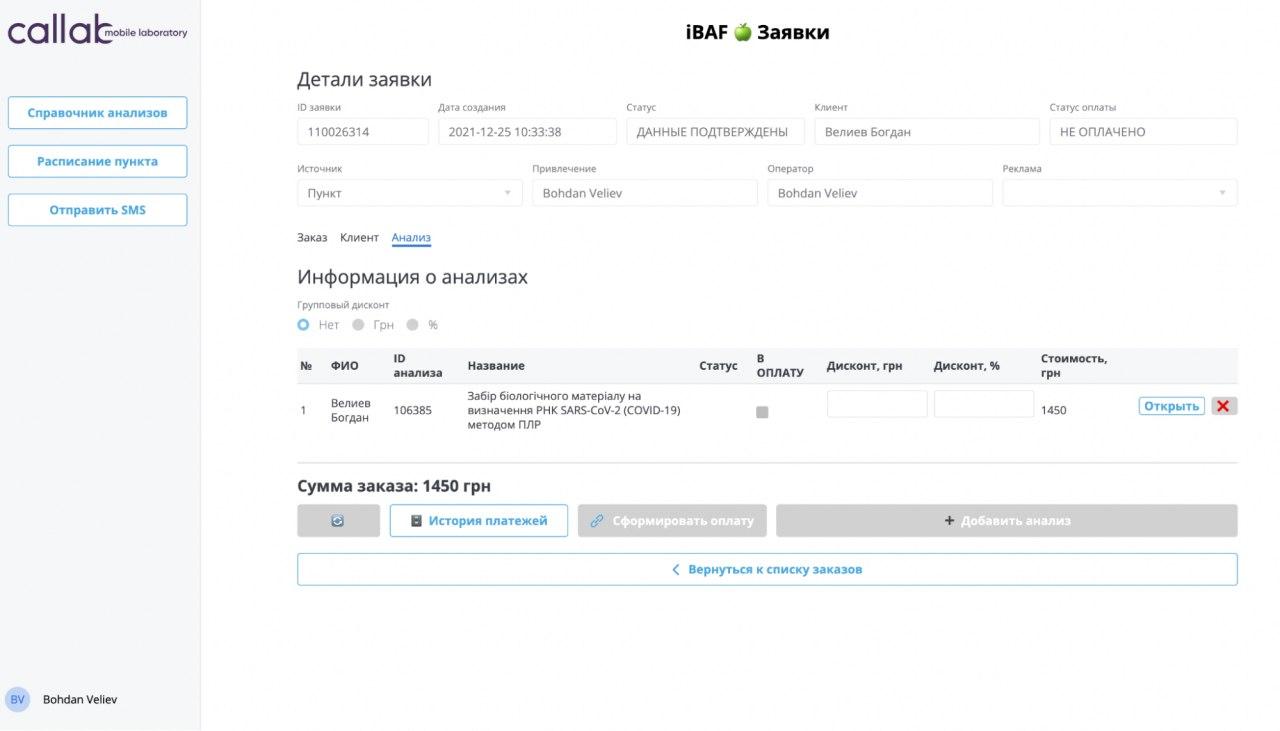 callab mobile laboratory
iBAF 🍏 Заявки
Справочник анализов
Расписание пункта
Отправить SMS
Детали заявки
ID заявки Дата создания Статус Клиент Статус оплаты
110026314 2021-12-25 10:33:38 ДАННЫЕ ПОДТВЕРЖДЕНЫ Велиев Богдан НЕ ОПЛАЧЕНО
Источник Привлечение Оператор Реклама
Пункт Bohdan Veliev Bohdan Veliev
Заказ Клиент Анализ
Информация о анализах
Групповый дисконт
Нет Грн %
№ ФИО ID анализа Название Статус В ОПЛАТУ Дисконт, грн Дисконт, % Стоимость, грн
1 Велиев Богдан 106385 Забір біологічного матеріалу на визначення РНК SARS-CoV-2 (COVID-19) методом ПЛР 1450 Открыть
Сумма заказа: 1450 грн
История платежей Сформировать оплату + Добавить анализ
Вернуться к списку заказов
BV Bohdan Veliev